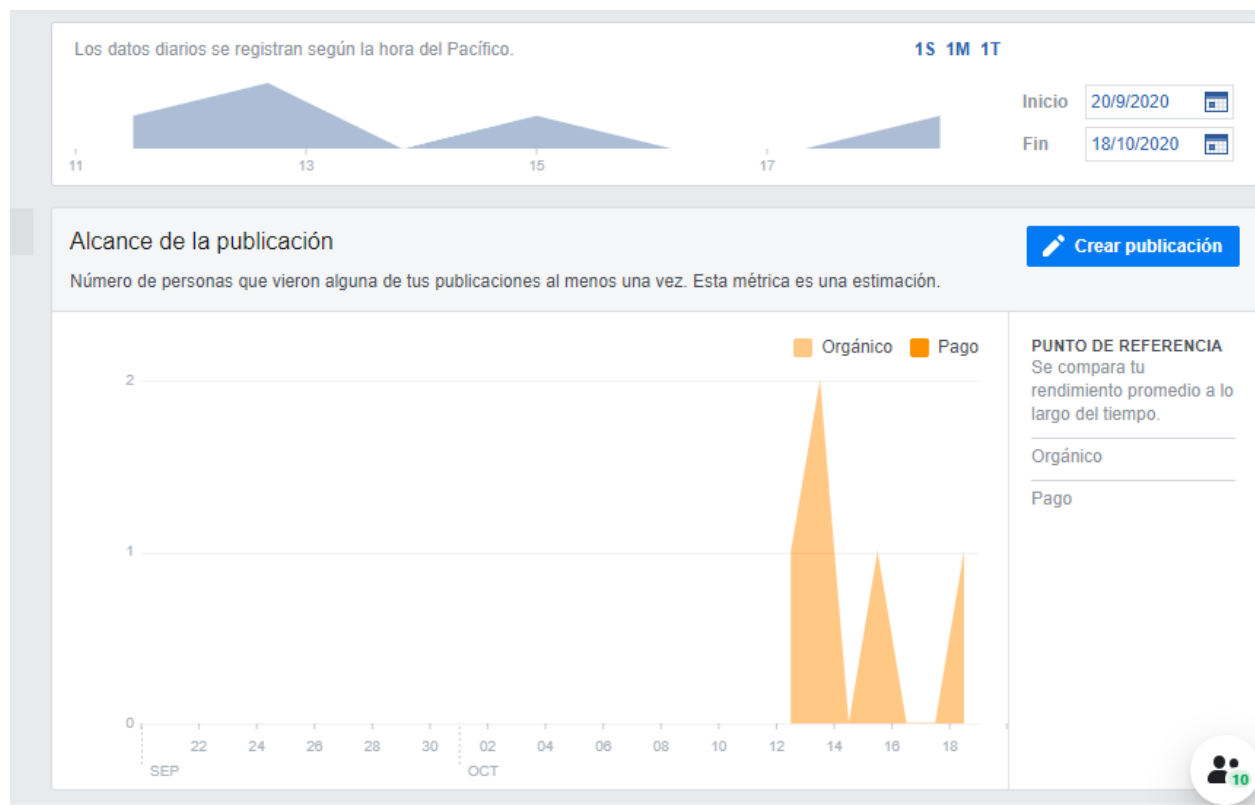 Los datos diarios se registran según la hora del Pacífico.
1S 1M 1T
Inicio 20/9/2020
Fin 18/10/2020
11 13 15 17
Alcance de la publicación
Crear publicación
Número de personas que vieron alguna de tus publicaciones al menos una vez. Esta métrica es una estimación.
Orgánico Pago
2
1
0
22 24 26 28 30 02 04 06 08 10 12 14 16 18
SEP OCT
PUNTO DE REFERENCIA
Se compara tu
rendimiento promedio a lo
largo del tiempo.
Orgánico
Pago
10